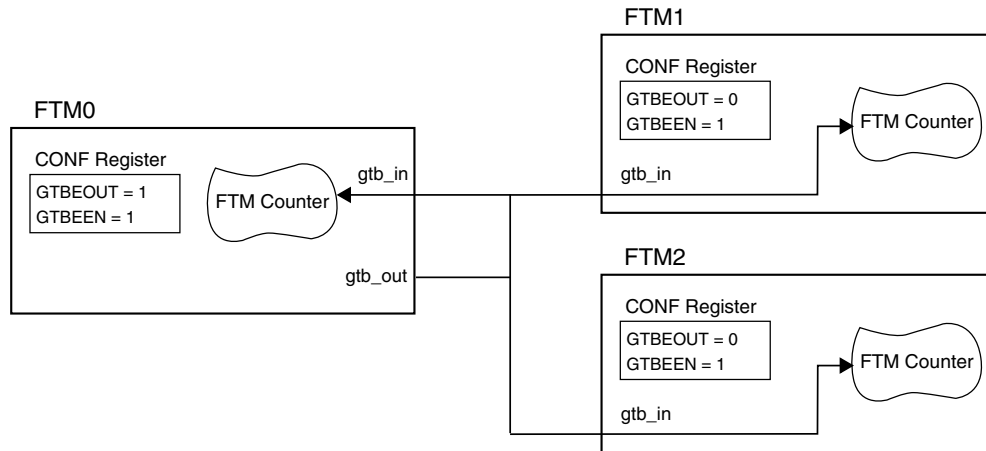 FTM0
CONF Register
GTBEOUT = 1
GTBEEN = 1
FTM Counter
gtb_in
gtb_out
FTM1
CONF Register
GTBEOUT = 0
GTBEEN = 1
FTM Counter
gtb_in
FTM2
CONF Register
GTBEOUT = 0
GTBEEN = 1
FTM Counter
gtb_in